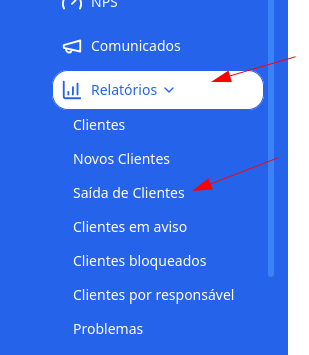 NPS
Comunicados
Relatórios
Clientes
Novos Clientes
Saída de Clientes
Clientes em aviso
Clientes bloqueados
Clientes por responsável
Problemas